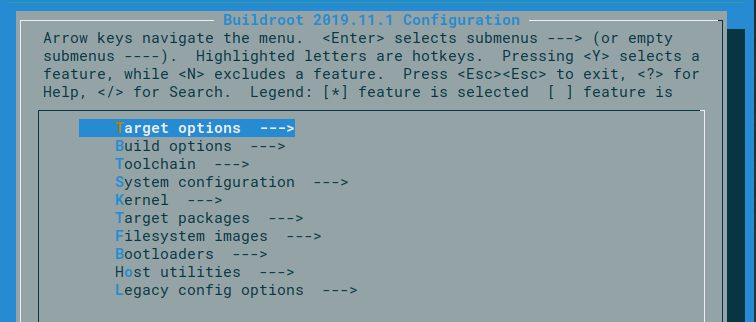 Buildroot 2019.11.1 Configuration
Arrow keys navigate the menu.  <Enter> selects submenus ---> (or empty
submenus ----).  Highlighted letters are hotkeys.  Pressing <Y> selects a
feature, while <N> excludes a feature.  Press <Esc><Esc> to exit, <?> for
Help, </> for Search.  Legend: [*] feature is selected  [ ] feature is
Target options  --->
Build options  --->
Toolchain  --->
System configuration  --->
Kernel  --->
Target packages  --->
Filesystem images  --->
Bootloaders  --->
Host utilities  --->
Legacy config options  --->